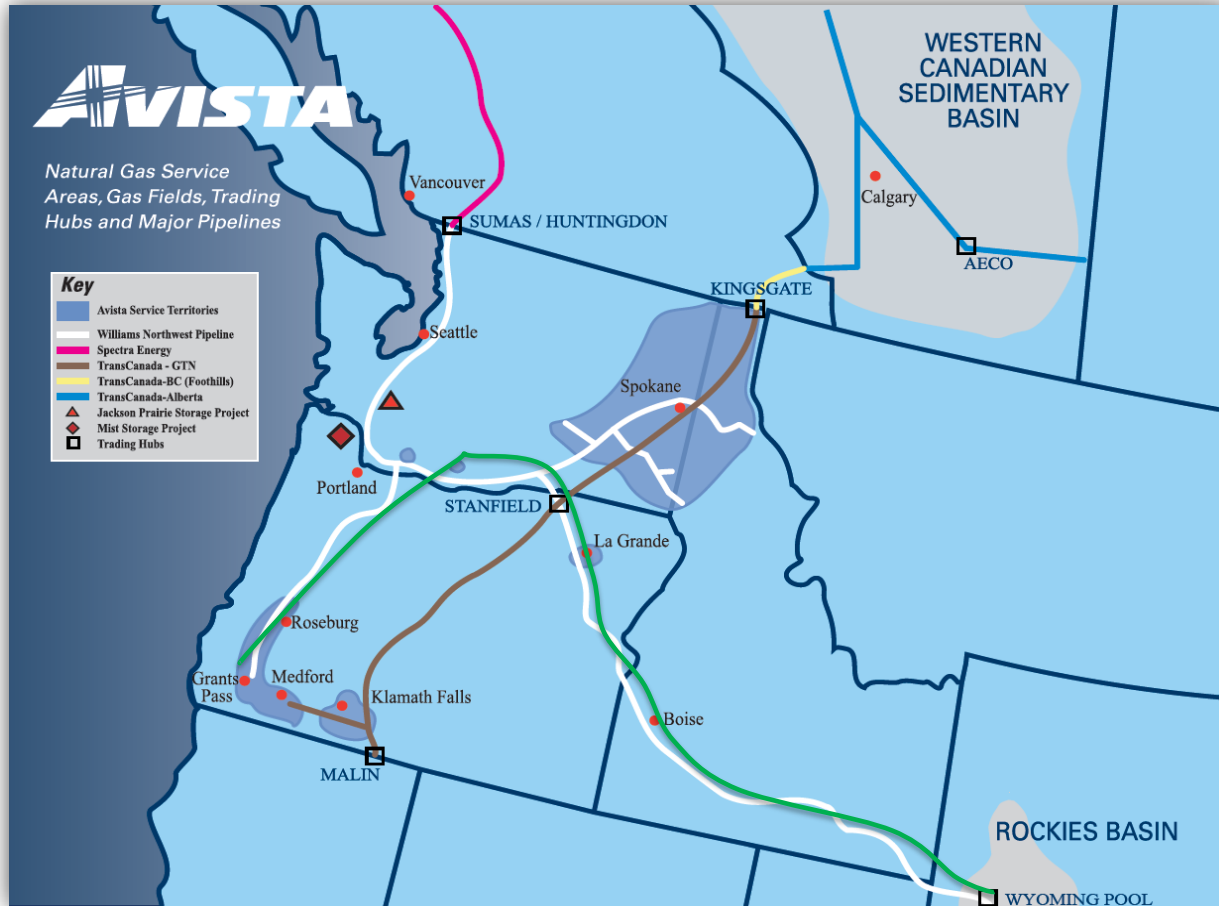 AVISTA
Natural Gas Service
Areas, Gas Fields, Trading
Hubs and Major Pipelines
Key
Avista Service Territories
Williams Northwest Pipeline
Spectra Energy
TransCanada - GTN
TransCanada-BC (Foothills)
TransCanada-Alberta
Jackson Prairie Storage Project
Mist Storage Project
Trading Hubs
WESTERN
CANADIAN
SEDIMENTARY
BASIN
Vancouver
Calgary
SUMAS / HUNTINGDON
AECO
KINGSGATE
Seattle
Spokane
Portland
STANFIELD
La Grande
Roseburg
Grants
Pass
Medford
Klamath Falls
Boise
MALIN
ROCKIES BASIN
WYOMING POOL